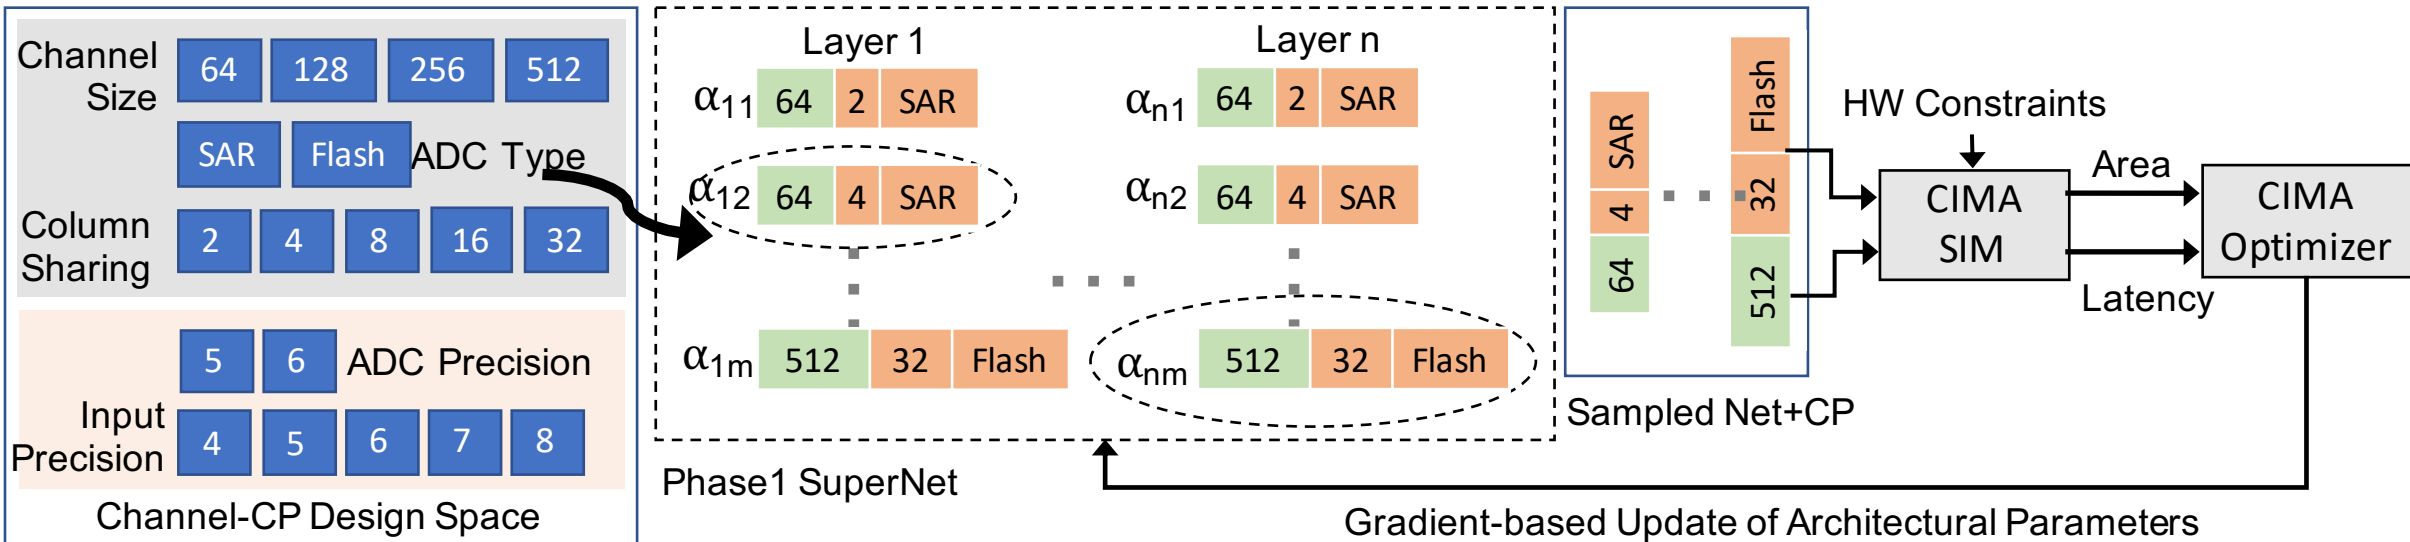 Channel Size
64 128 256 512
SAR Flash ADC Type
Column Sharing
2 4 8 16 32
5 6 ADC Precision
Input Precision
4 5 6 7 8
Channel-CP Design Space
Layer 1
α11 64 2 SAR
α12 64 4 SAR
α1m 512 32 Flash
Layer n
αn1 64 2 SAR
αn2 64 4 SAR
αnm 512 32 Flash
Phase1 SuperNet
64 4 SAR
512 32 Flash
Sampled Net+CP
HW Constraints
CIMA
SIM
Area
Latency
CIMA
Optimizer
Gradient-based Update of Architectural Parameters